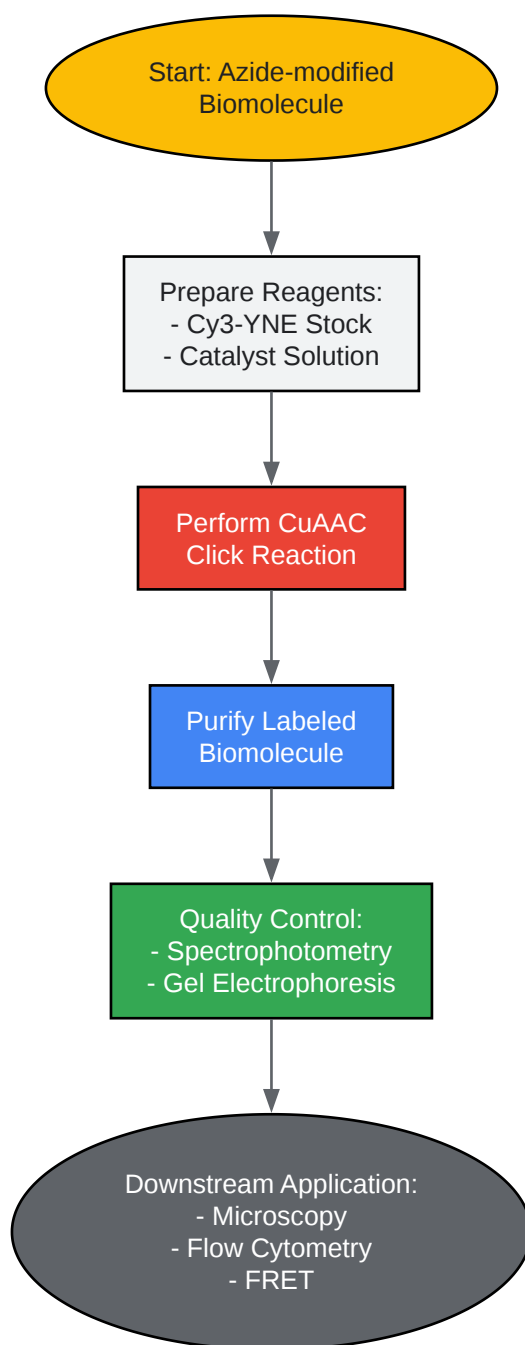 Start: Azide-modified
Biomolecule
Prepare Reagents:
- Cy3-YNE Stock
- Catalyst Solution
Perform CuAAC
Click Reaction
Purify Labeled
Biomolecule
Quality Control:
- Spectrophotometry
- Gel Electrophoresis
Downstream Application:
- Microscopy
- Flow Cytometry
- FRET